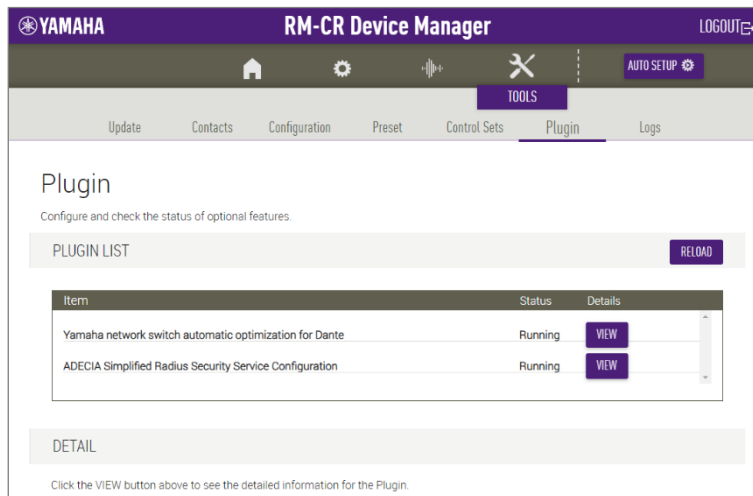 YAMAHA RM-CR Device Manager LOGOUT
AUTO SETUP
TOOLS
Update Contacts Configuration Preset Control Sets Plugin Logs
Plugin
Configure and check the status of optional features.
PLUGIN LIST RELOAD
Item Status Details
Yamaha network switch automatic optimization for Dante Running VIEW
ADECIA Simplified Radius Security Service Configuration Running VIEW
DETAIL
Click the VIEW button above to see the detailed information for the Plugin.